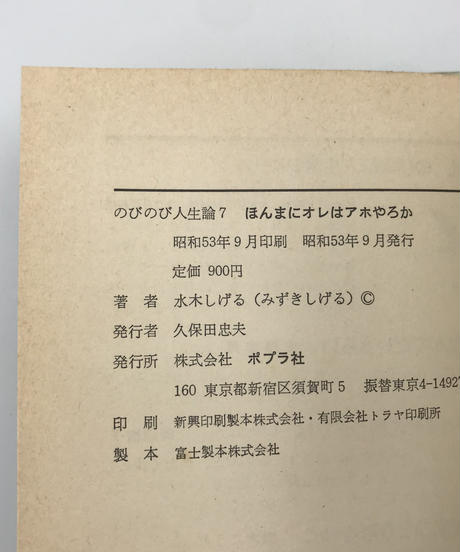 のびのび人生論7　ほんまにオレはアホやろか
昭和53年9月印刷　昭和53年9月発行
定価 900円
著　者　水木しげる（みずきしげる）©
発行者　久保田忠夫
発行所　株式会社　ポプラ社
160 東京都新宿区須賀町5　振替東京4-14927
印　刷　新興印刷製本株式会社・有限会社トラヤ印刷所
製　本　富士製本株式会社